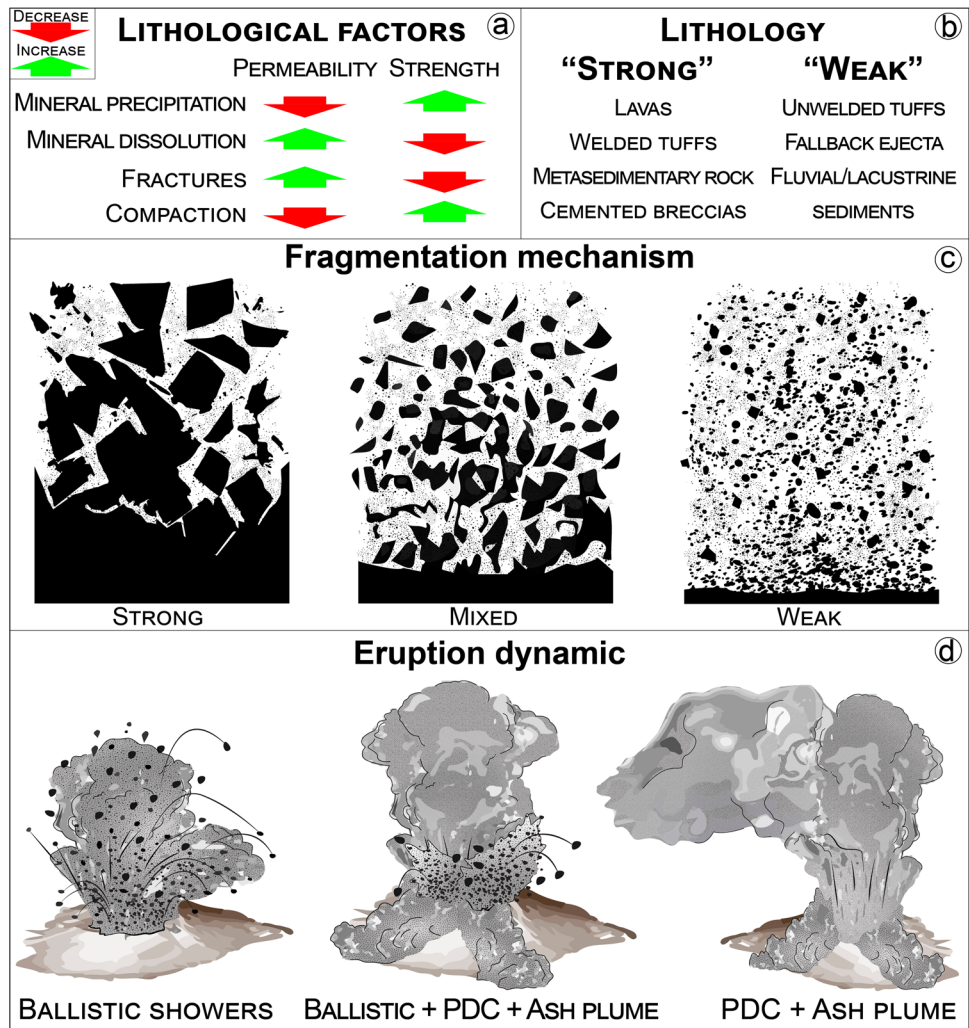 DECREASE
INCREASE
LITHOLOGICAL FACTORS
a
PERMEABILITY STRENGTH
MINERAL PRECIPITATION
MINERAL DISSOLUTION
FRACTURES
COMPACTION
LITHOLOGY
b
“STRONG” “WEAK”
LAVAS UNWELDED TUFFS
WELDED TUFFS FALLBACK EJECTA
METASEDIMENTARY ROCK FLUVIAL/LACUSTRINE
CEMENTED BRECCIAS SEDIMENTS
Fragmentation mechanism
c
STRONG MIXED WEAK
Eruption dynamic
d
BALLISTIC SHOWERS BALLISTIC + PDC + ASH PLUME PDC + ASH PLUME